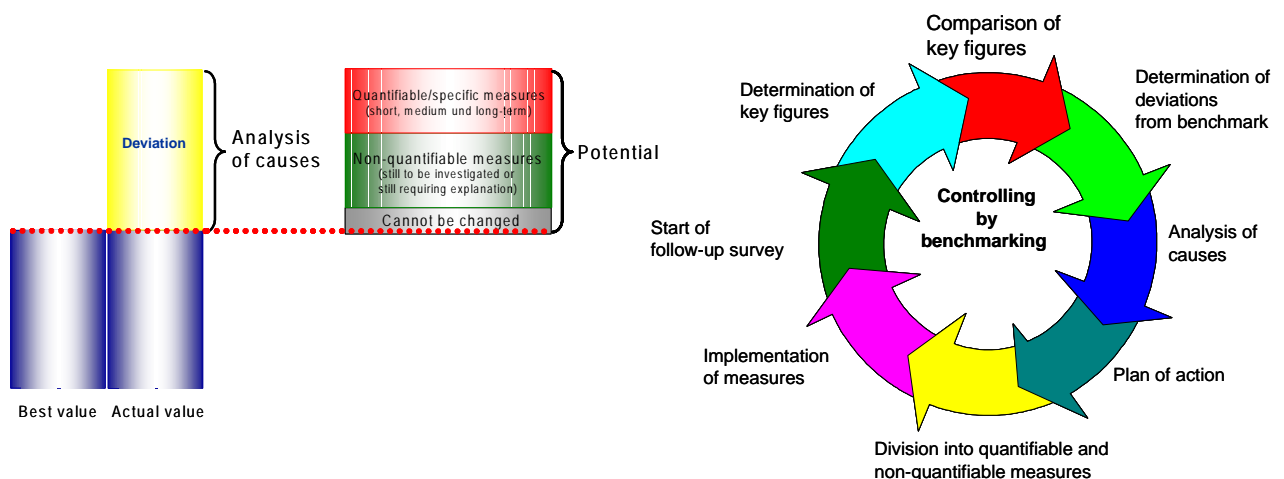 Deviation
Analysis
of causes
Quantifiable/specific measures
(short, medium und long-term)
Non-quantifiable measures
(still to be investigated or
still requiring explanation)
Cannot be changed
Potential
Best value
Actual value
Comparison of
key figures
Determination of
deviations
from benchmark
Analysis of
causes
Plan of action
Division into quantifiable and
non-quantifiable measures
Implementation
of measures
Start of
follow-up survey
Determination of
key figures
Controlling
by
benchmarking